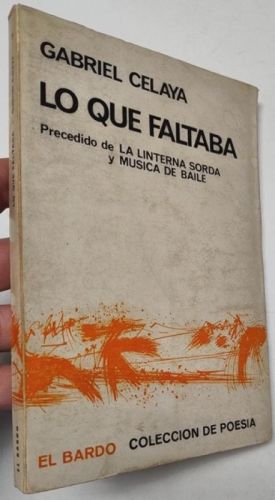 GABRIEL CELAYA
LO QUE FALTABA
Precedido de LA LINTERNA SORDA
y MUSICA DE BAILE
EL BARDO COLECCION DE POESIA